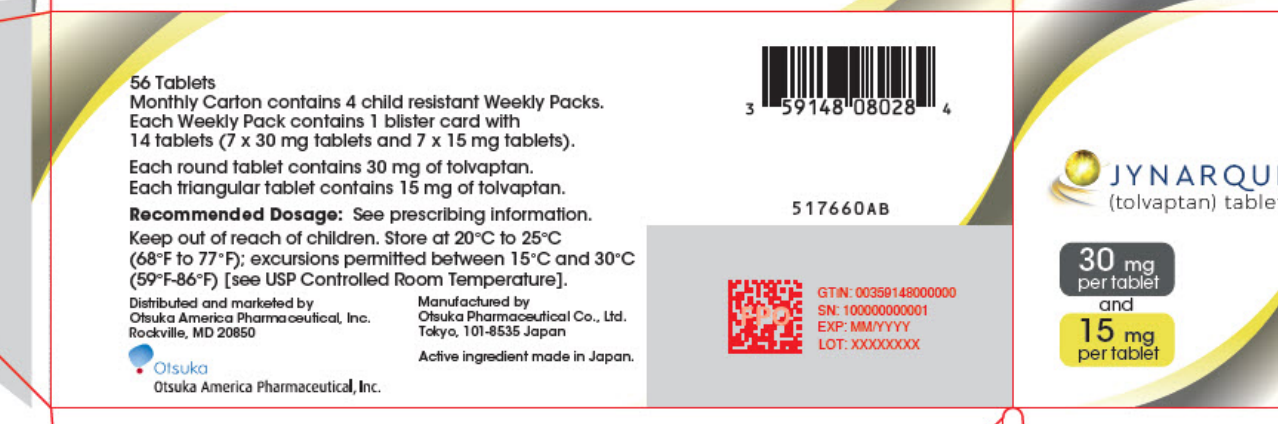 56 Tablets
Monthly Carton contains 4 child resistant Weekly Packs.
Each Weekly Pack contains 1 blister card with
14 tablets (7 x 30 mg tablets and 7 x 15 mg tablets).
Each round tablet contains 30 mg of tolvaptan.
Each triangular tablet contains 15 mg of tolvaptan.
Recommended Dosage: See prescribing information.
Keep out of reach of children. Store at 20°C to 25°C
(68°F to 77°F); excursions permitted between 15°C and 30°C
(59°F-86°F) [see USP Controlled Room Temperature].
Distributed and marketed by
Otsuka America Pharmaceutical, Inc.
Rockville, MD 20850
Manufactured by
Otsuka Pharmaceutical Co., Ltd.
Tokyo, 101-8535 Japan
Active ingredient made in Japan.
Otsuka
Otsuka America Pharmaceutical, Inc.
3 59148 08028 4
517660AB
GTIN: 00359148000000
SN: 100000000001
EXP: MM/YYYY
LOT: XXXXXXXX
JYNARQU
(tolvaptan) table
30 mg
per tablet
and
15 mg
per tablet